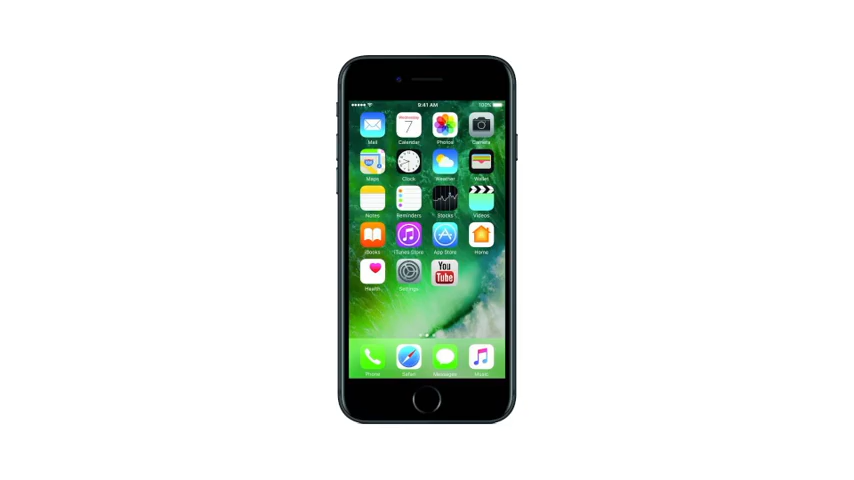 9:41 AM 100%
Wednesday
7
Mail Calendar Photos Camera
Maps Clock Weather Wallet
Notes Reminders Stocks Videos
iBooks iTunes Store App Store Home
You
Tube
Health Settings
Phone Safari Messages Music